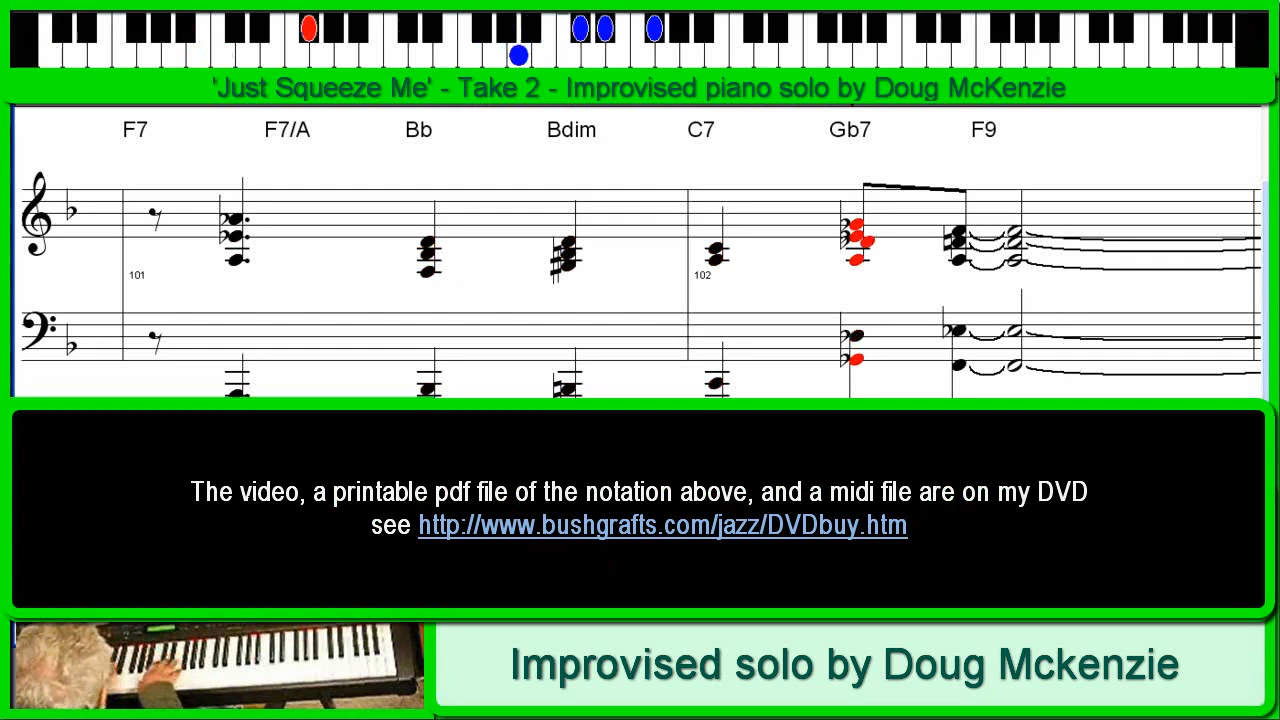 'Just Squeeze Me' - Take 2 - Improvised piano solo by Doug McKenzie
F7 F7/A Bb Bdim C7 Gb7 F9
101 102
The video, a printable pdf file of the notation above, and a midi file are on my DVD
see http://www.bushgrafts.com/jazz/DVDbuy.htm
Improvised solo by Doug Mckenzie